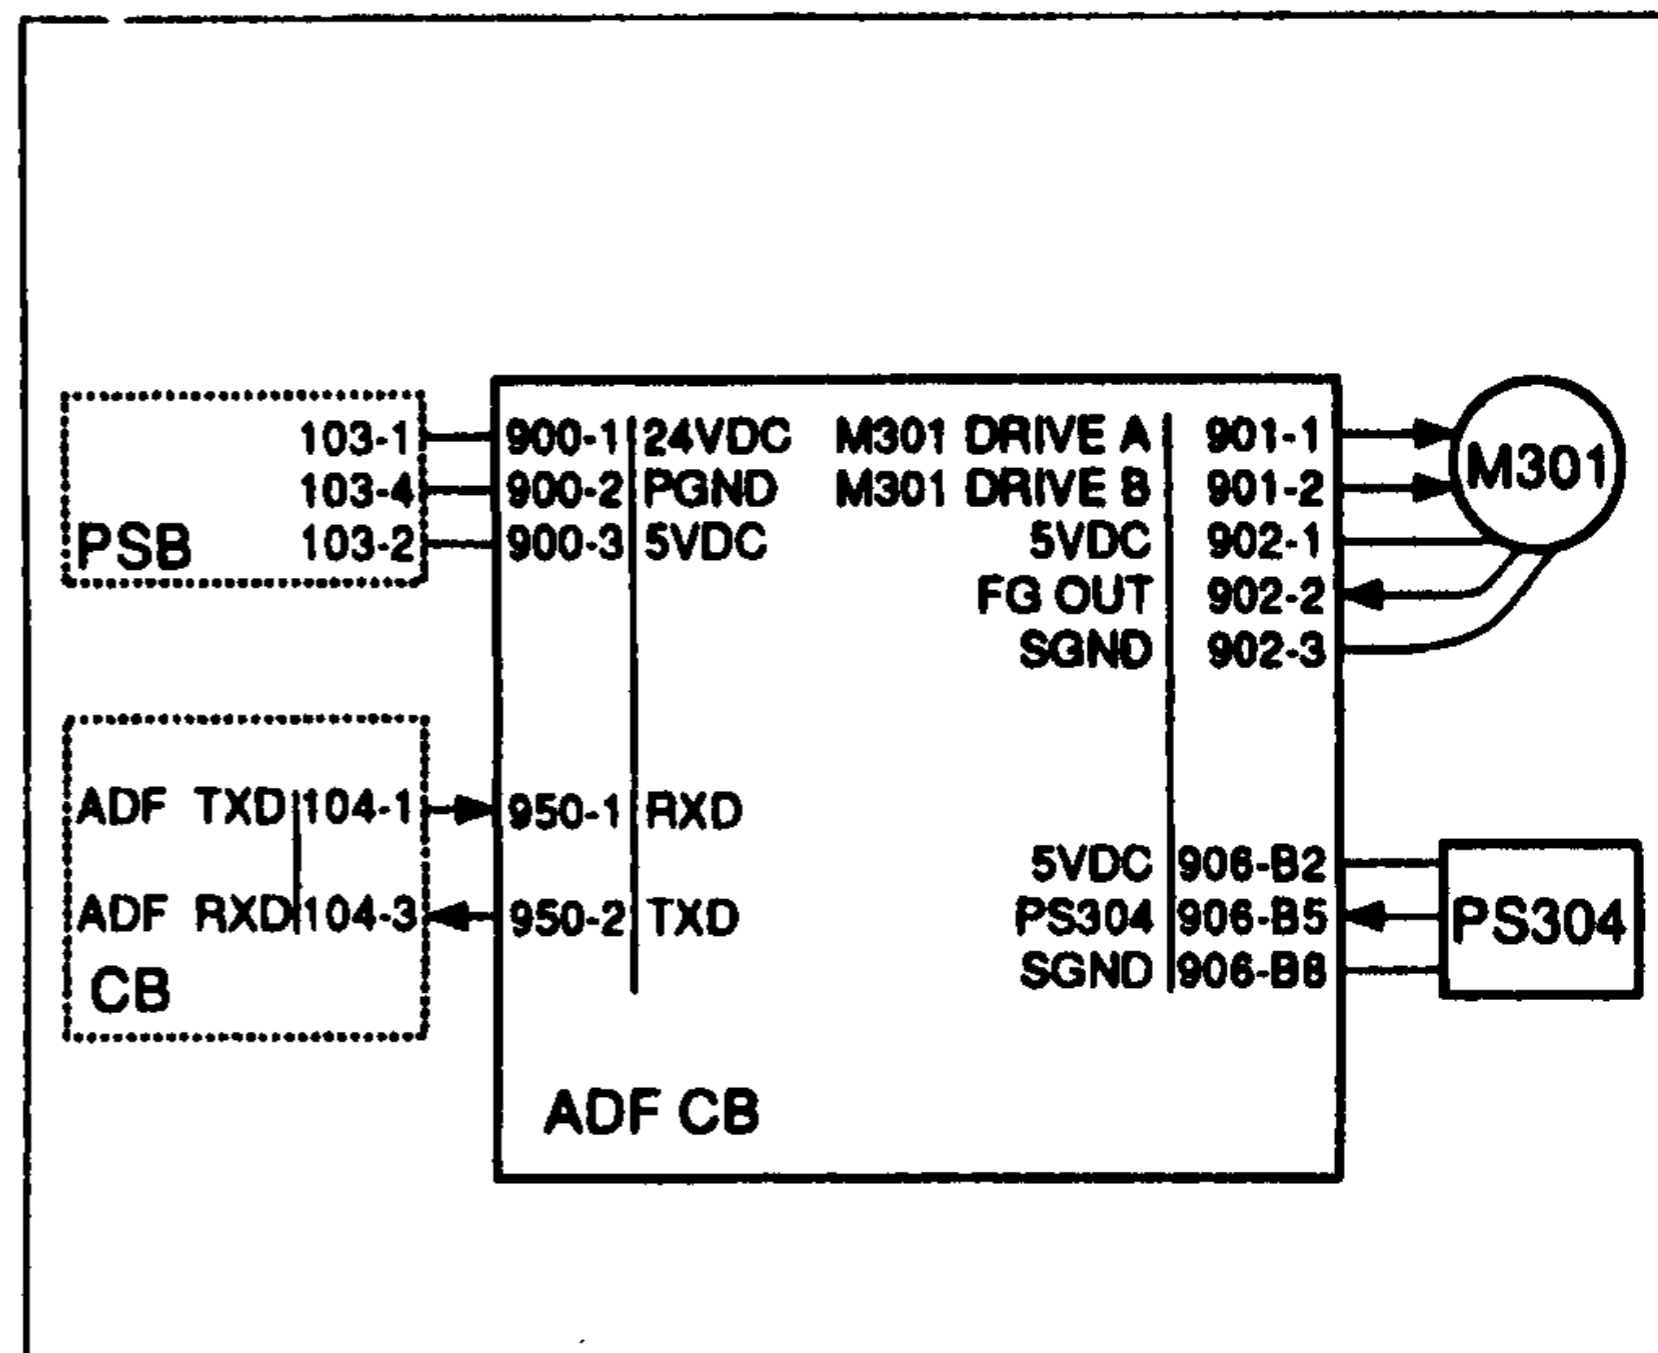 103-1 900-1 24VDC M301 DRIVE A 901-1
103-4 900-2 PGND M301 DRIVE B 901-2 M301
PSB 103-2 900-3 5VDC 5VDC 902-1
FG OUT 902-2
SGND 902-3
ADF TXD 104-1 950-1 RXD
5VDC 906-B2
ADF RXD 104-3 950-2 TXD PS304 906-B5 PS304
CB SGND 906-B8
ADF CB